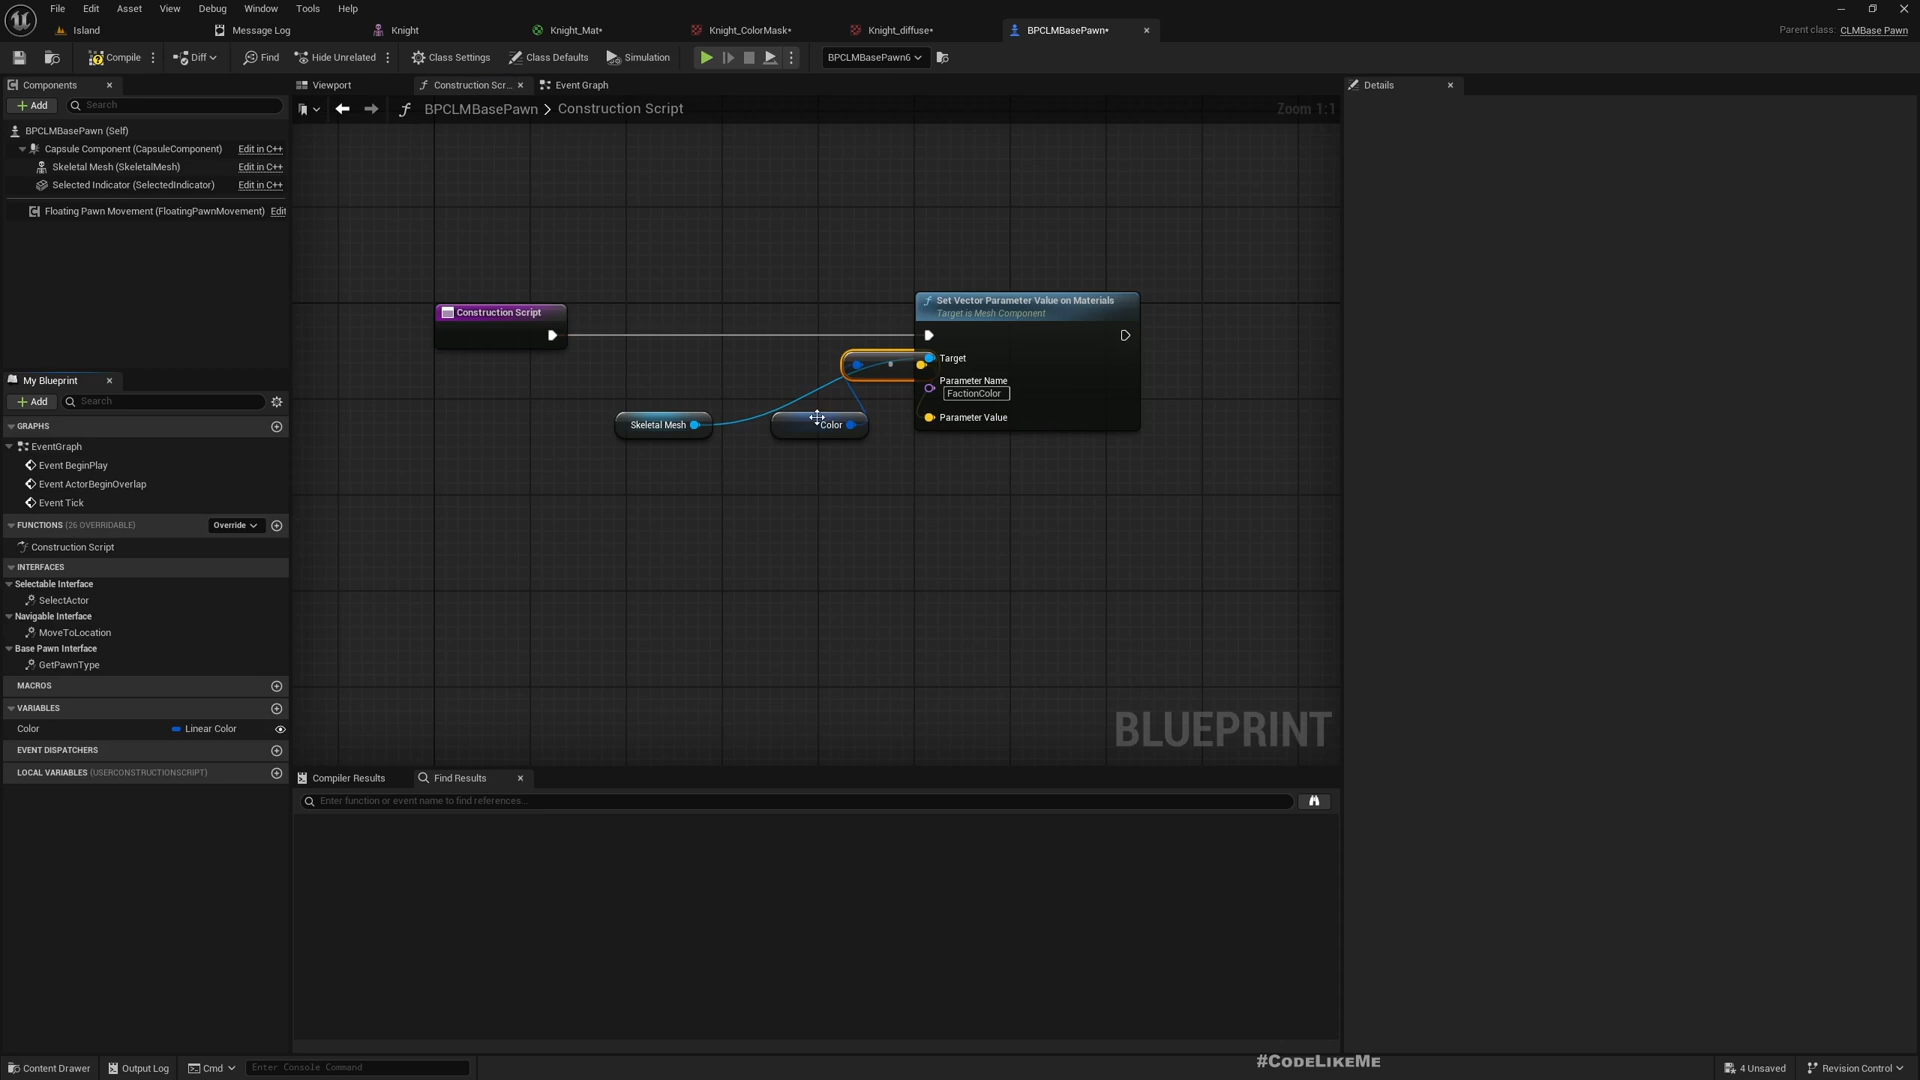 File Edit Asset View Debug Window Tools Help
Island
Message Log
Knight
Knight_Mat*
Knight_ColorMask*
Knight_diffuse*
BPCLMBasePawn*
Parent class: CLMBase Pawn
Compile
Diff
Find
Hide Unrelated
Class Settings
Class Defaults
Simulation
BPCLMBasePawn6
Components
Add
Search
BPCLMBasePawn (Self)
Capsule Component (CapsuleComponent) Edit in C++
Skeletal Mesh (SkeletalMesh) Edit in C++
Selected Indicator (SelectedIndicator) Edit in C++
Floating Pawn Movement (FloatingPawnMovement) Edit
My Blueprint
Add
Search
GRAPHS
EventGraph
Event BeginPlay
Event ActorBeginOverlap
Event Tick
FUNCTIONS (26 OVERRIDABLE) Override
Construction Script
INTERFACES
Selectable Interface
SelectActor
Navigable Interface
MoveToLocation
Base Pawn Interface
GetPawnType
MACROS
VARIABLES
Color Linear Color
EVENT DISPATCHERS
LOCAL VARIABLES (USERCONSTRUCTIONSCRIPT)
Viewport
Construction Scr...
Event Graph
BPCLMBasePawn > Construction Script
Zoom 1:1
Construction Script
Set Vector Parameter Value on Materials
Target is Mesh Component
Target
Parameter Name
FactionColor
Parameter Value
Skeletal Mesh
Color
BLUEPRINT
Compiler Results
Find Results
Enter function or event name to find references...
Details
Content Drawer
Output Log
Cmd
Enter Console Command
#CODELIKEME
4 Unsaved
Revision Control